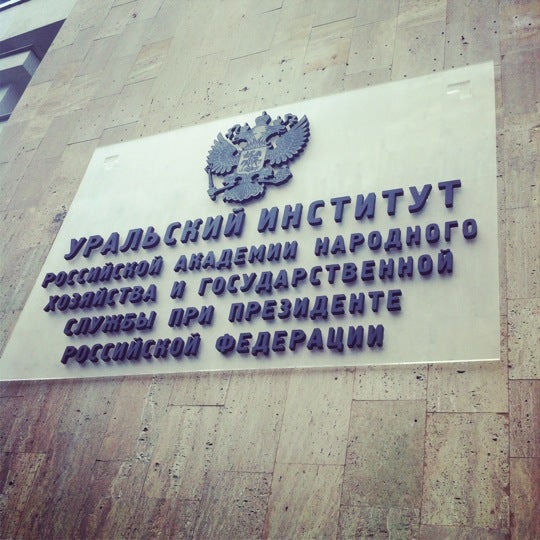 УРАЛЬСКИЙ ИНСТИТУТ
РОССИЙСКОЙ АКАДЕМИИ НАРОДНОГО
ХОЗЯЙСТВА И ГОСУДАРСТВЕННОЙ
СЛУЖБЫ ПРИ ПРЕЗИДЕНТЕ
РОССИЙСКОЙ ФЕДЕРАЦИИ